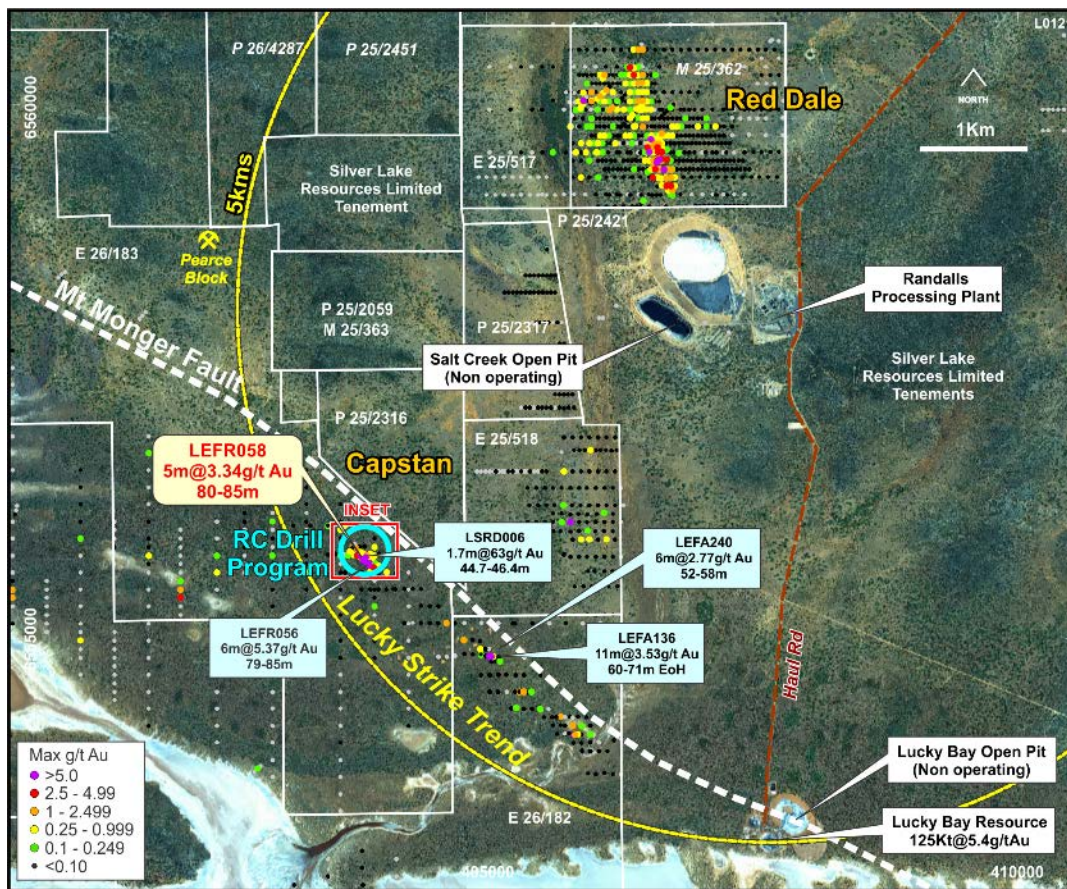 P 26/4287
P 25/2451
M 25/362
L012
Red Dale
NORTH
1Km
6560000
5kms
Silver Lake
Resources Limited
Tenement
E 25/517
P 25/2421
E 26/183
Pearce
Block
Mt Monger Fault
P 25/2059
M 25/363
P 25/2317
Randalls
Processing Plant
Salt Creek Open Pit
(Non operating)
Silver Lake
Resources Limited
Tenements
P 25/2316
E 25/518
LEFR058
5m@3.34g/t Au
80-85m
Capstan
INSET
RC Drill
Program
LSRD006
1.7m@63g/t Au
44.7-46.4m
LEFA240
6m@2.77g/t Au
52-58m
LEFR056
6m@5.37g/t Au
79-85m
LEFA136
11m@3.53g/t Au
60-71m EoH
Lucky Strike Trend
Haul Rd
Max g/t Au
>5.0
2.5 - 4.99
1 - 2.499
0.25 - 0.999
0.1 - 0.249
<0.10
Lucky Bay Open Pit
(Non operating)
Lucky Bay Resource
125Kt@5.4g/tAu
E 26/182
405000
410000